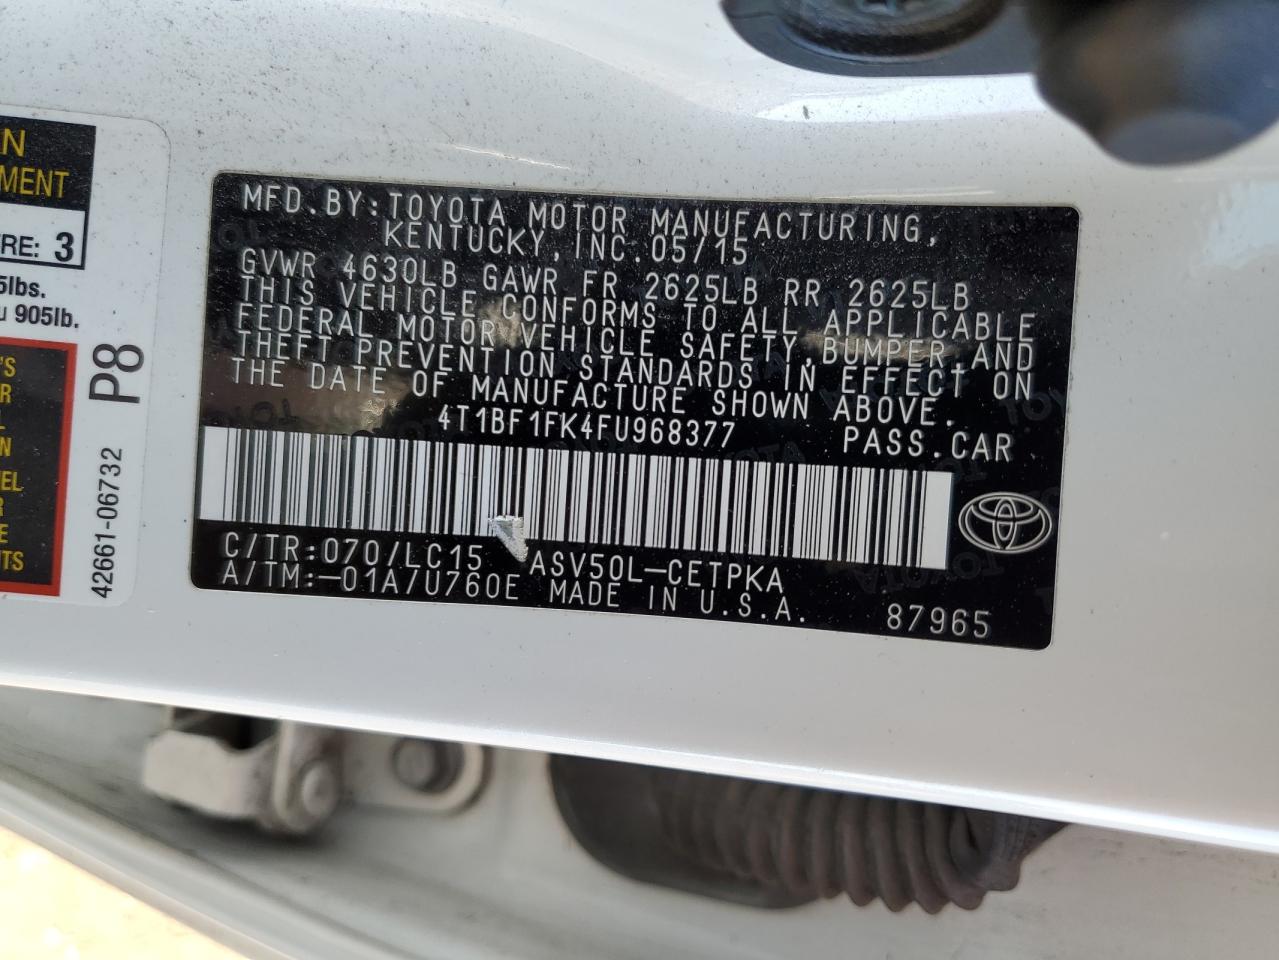 N
MENT
RE: 3
5lbs.
u 905lb.
'S
R
L
N
EL
R
E
TS
P8
42661-06732
MFD.BY:TOYOTA MOTOR MANUFACTURING,
KENTUCKY,INC.05/15
GVWR 4630LB GAWR FR 2625LB RR 2625LB
THIS VEHICLE CONFORMS TO ALL APPLICABLE
FEDERAL MOTOR VEHICLE SAFETY,BUMPER,AND
THEFT PREVENTION STANDARDS IN EFFECT ON
THE DATE OF MANUFACTURE SHOWN ABOVE.
4T1BF1FK4FU968377 PASS.CAR
C/TR:070/LC15 ASV50L-CETPKA
A/TM:-01A/U760E MADE IN U.S.A. 87965